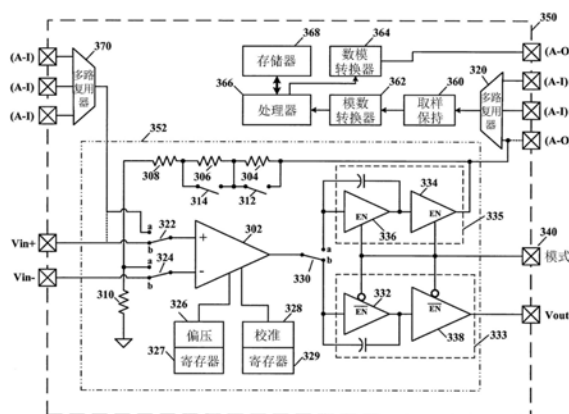 350
(A-I)
370
368
364
(A-O)
存储器
数模
转换器
(A-I)
多路
复用器
366
362
360
320
(A-I)
处理器
模数
转换器
取样
保持
多路
复用器
(A-I)
(A-I)
352
(A-O)
308
306
304
314
312
334
EN
EN
335
336
a
322
302
Vin+
b
+
340
模式
324
a
330
a
b
Vin-
b
-
332
310
326
328
EN
EN
Vout
偏压
校准
327
寄存器
寄存器
329
338
333